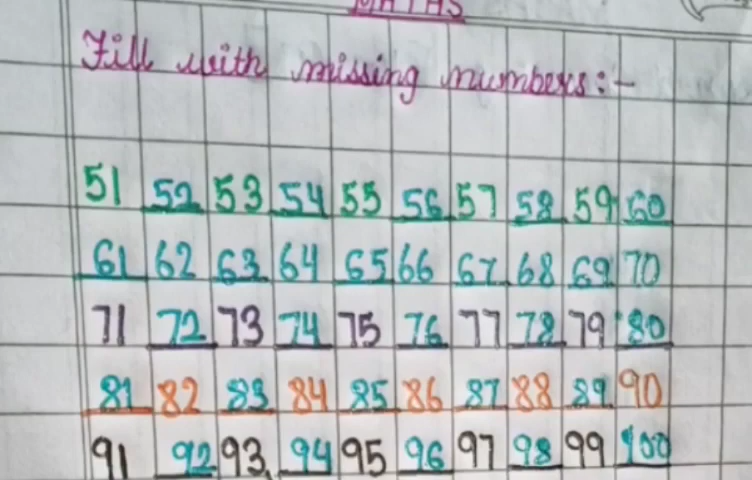 MATHS
Fill with missing numbers:-
51 52 53 54 55 56 57 58 59 60
61 62 63 64 65 66 67 68 69 70
71 72 73 74 75 76 77 78 79 80
81 82 83 84 85 86 87 88 89 90
91 92 93 94 95 96 97 98 99 100